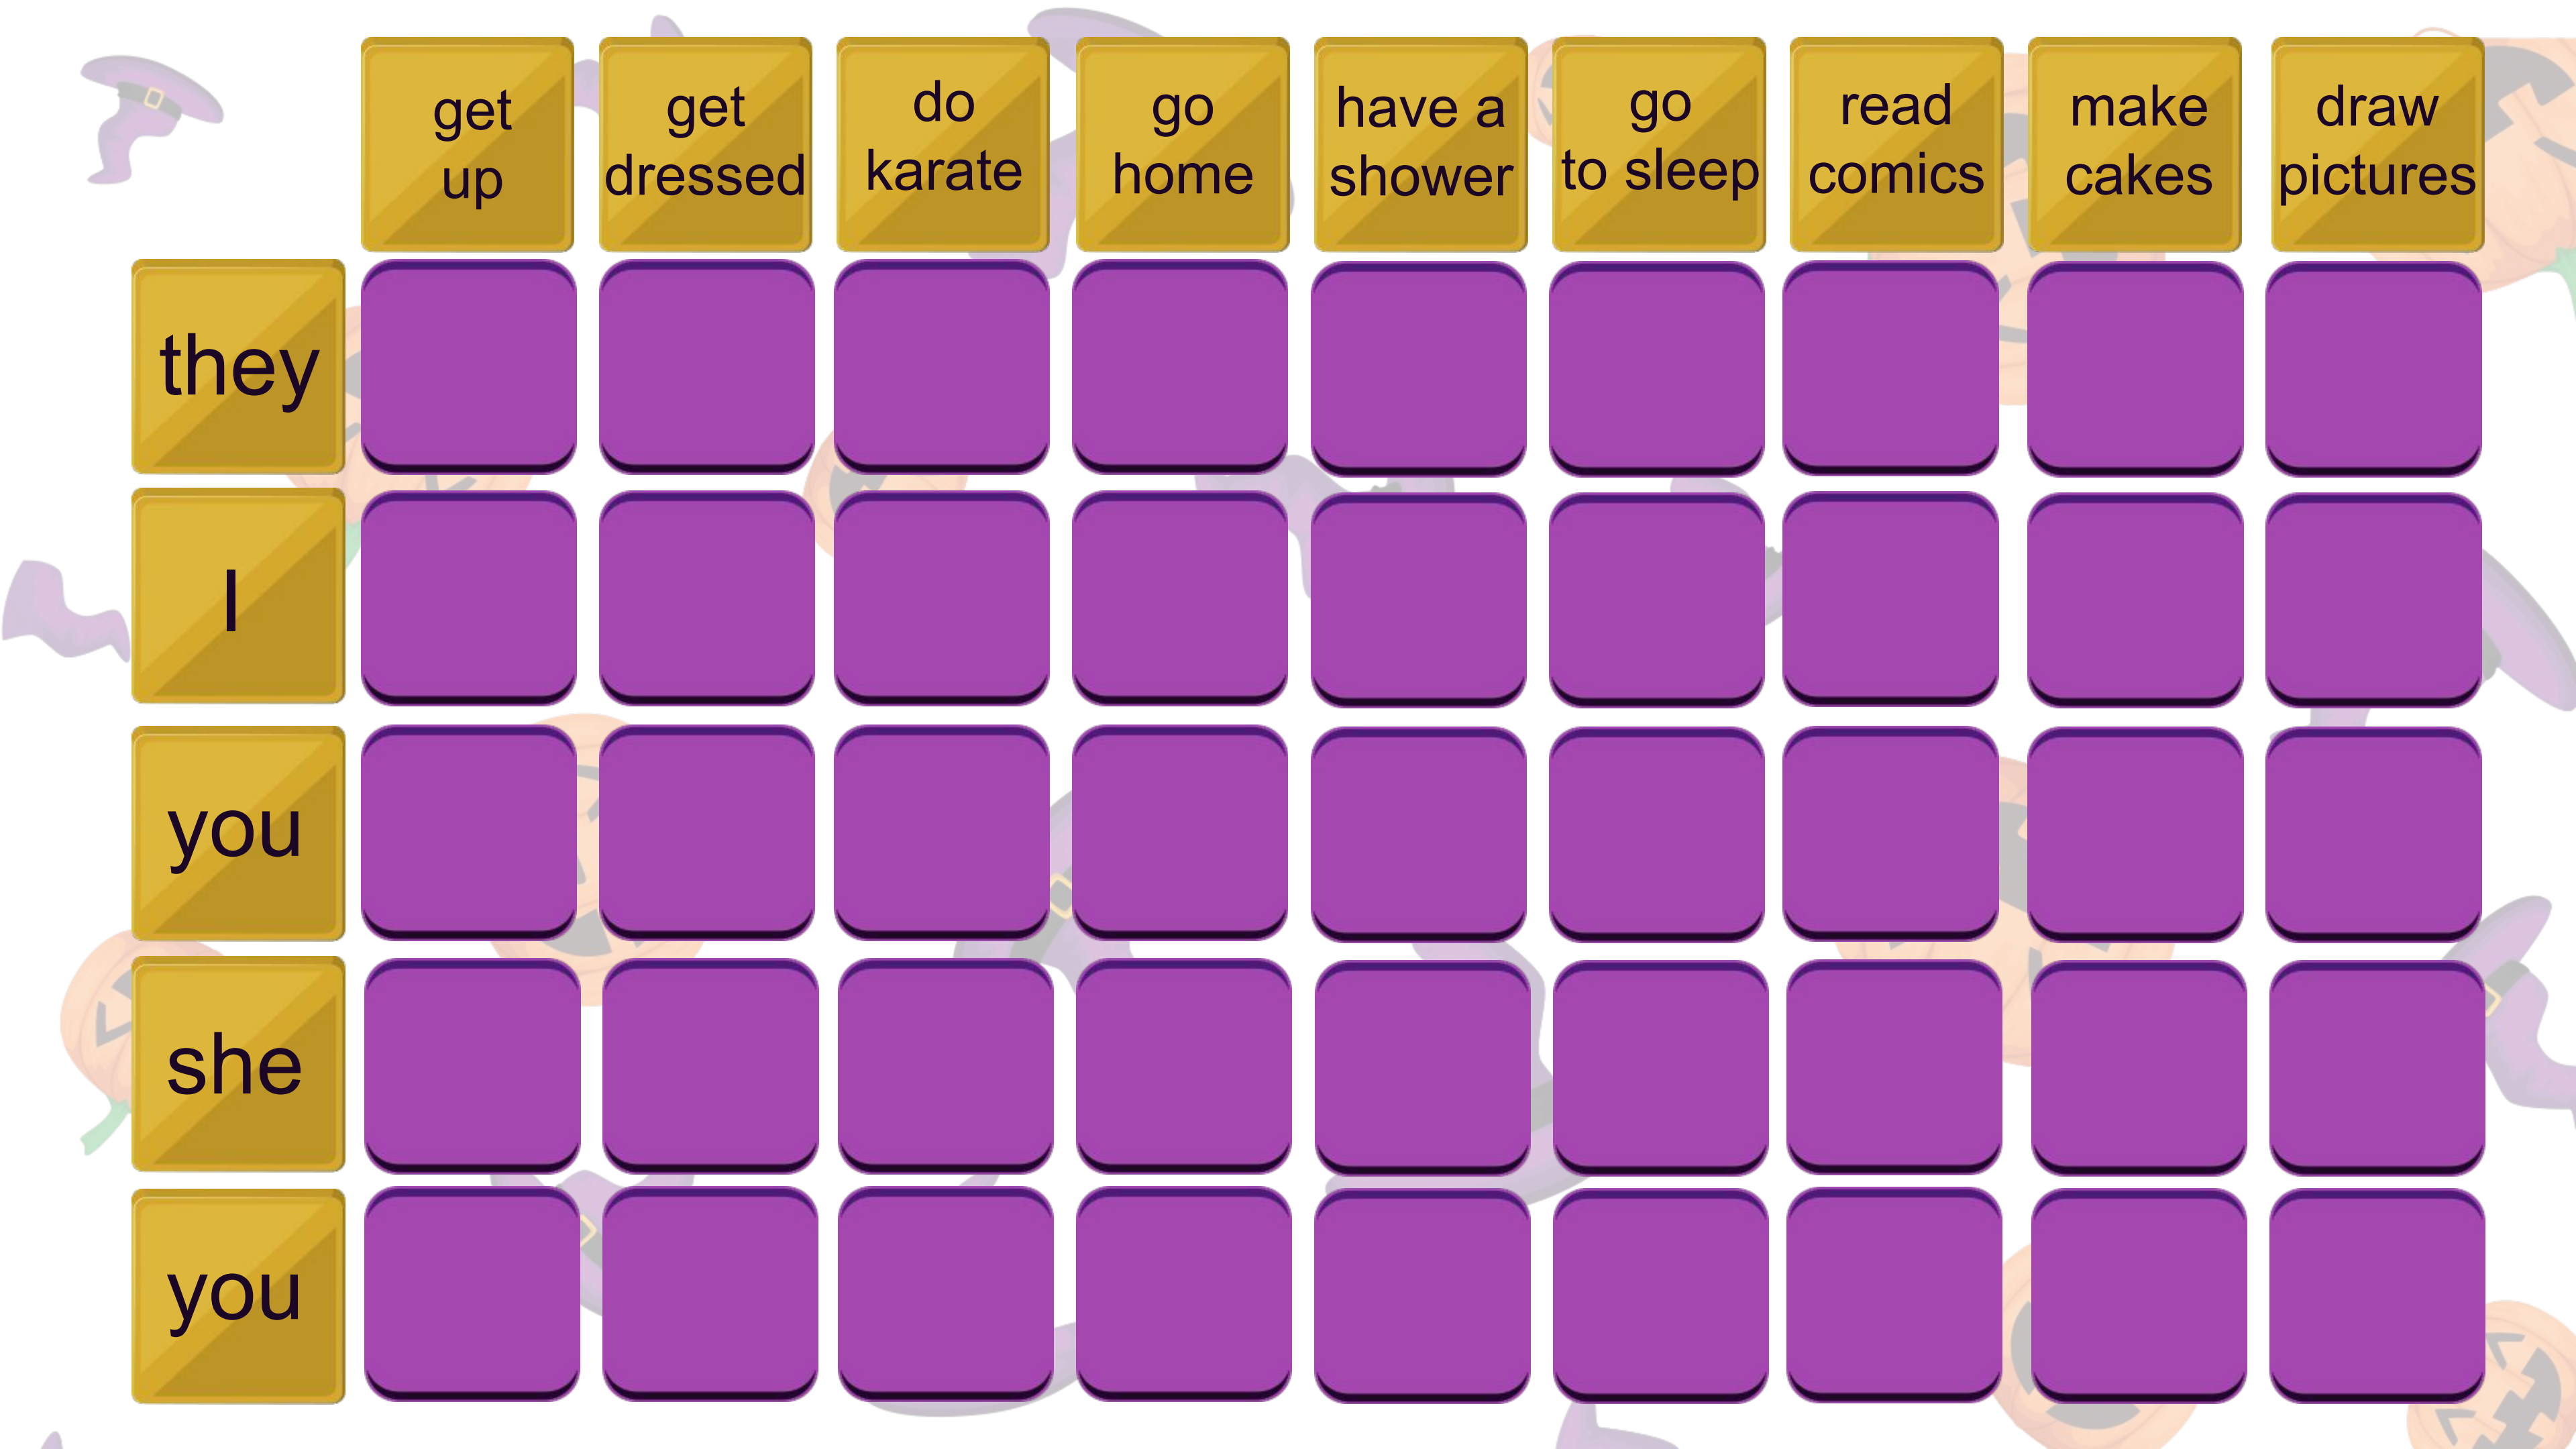 get
up
get
dressed
do
karate
go
home
have a
shower
go
to sleep
read
comics
make
cakes
draw
pictures
they
I
you
she
you